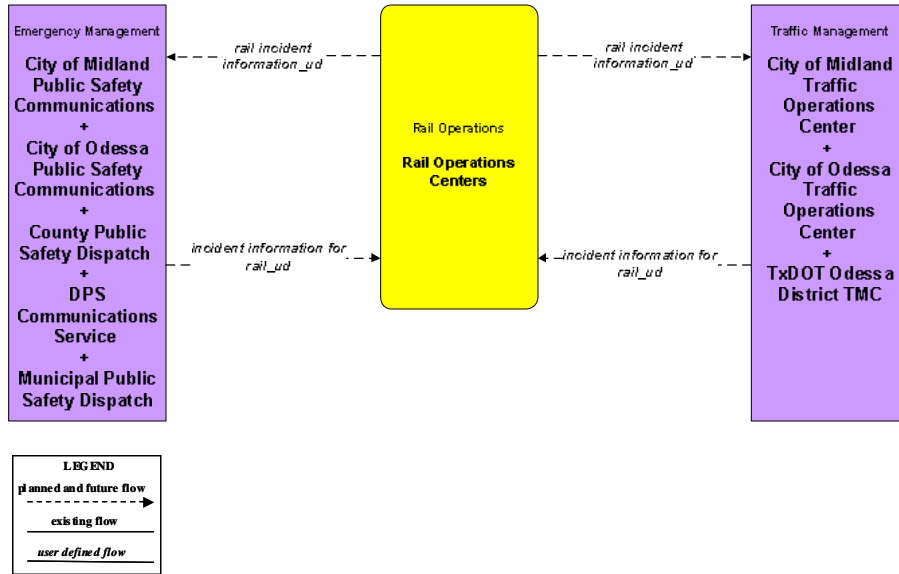 Emergency Management
City of Midland
Public Safety
Communications
+
City of Odessa
Public Safety
Communications
+
County Public
Safety Dispatch
+
DPS
Communications
Service
+
Municipal Public
Safety Dispatch
rail incident
information_ud
incident information for
rail_ud
Rail Operations
Rail Operations
Centers
rail incident
information_ud
incident information for
rail_ud
Traffic Management
City of Midland
Traffic
Operations
Center
+
City of Odessa
Traffic
Operations
Center
+
TxDOT Odessa
District TMC
LEGEND
planned and future flow
existing flow
user defined flow